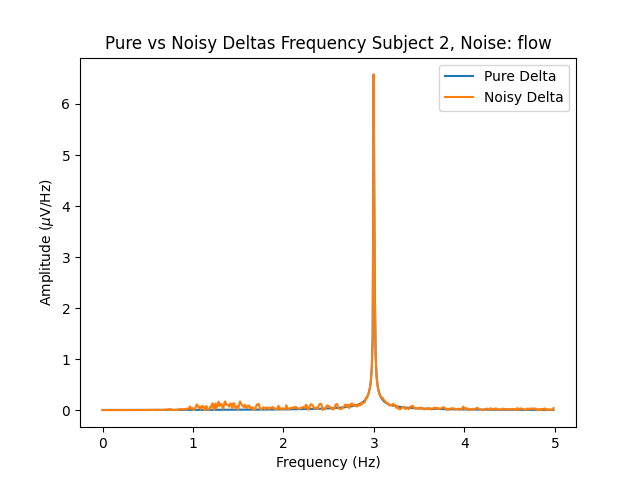 Pure vs Noisy Deltas Frequency Subject 2, Noise: flow
Pure Delta
Noisy Delta
Amplitude (μV/Hz)
6
5
4
3
2
1
0
0 1 2 3 4 5
Frequency (Hz)